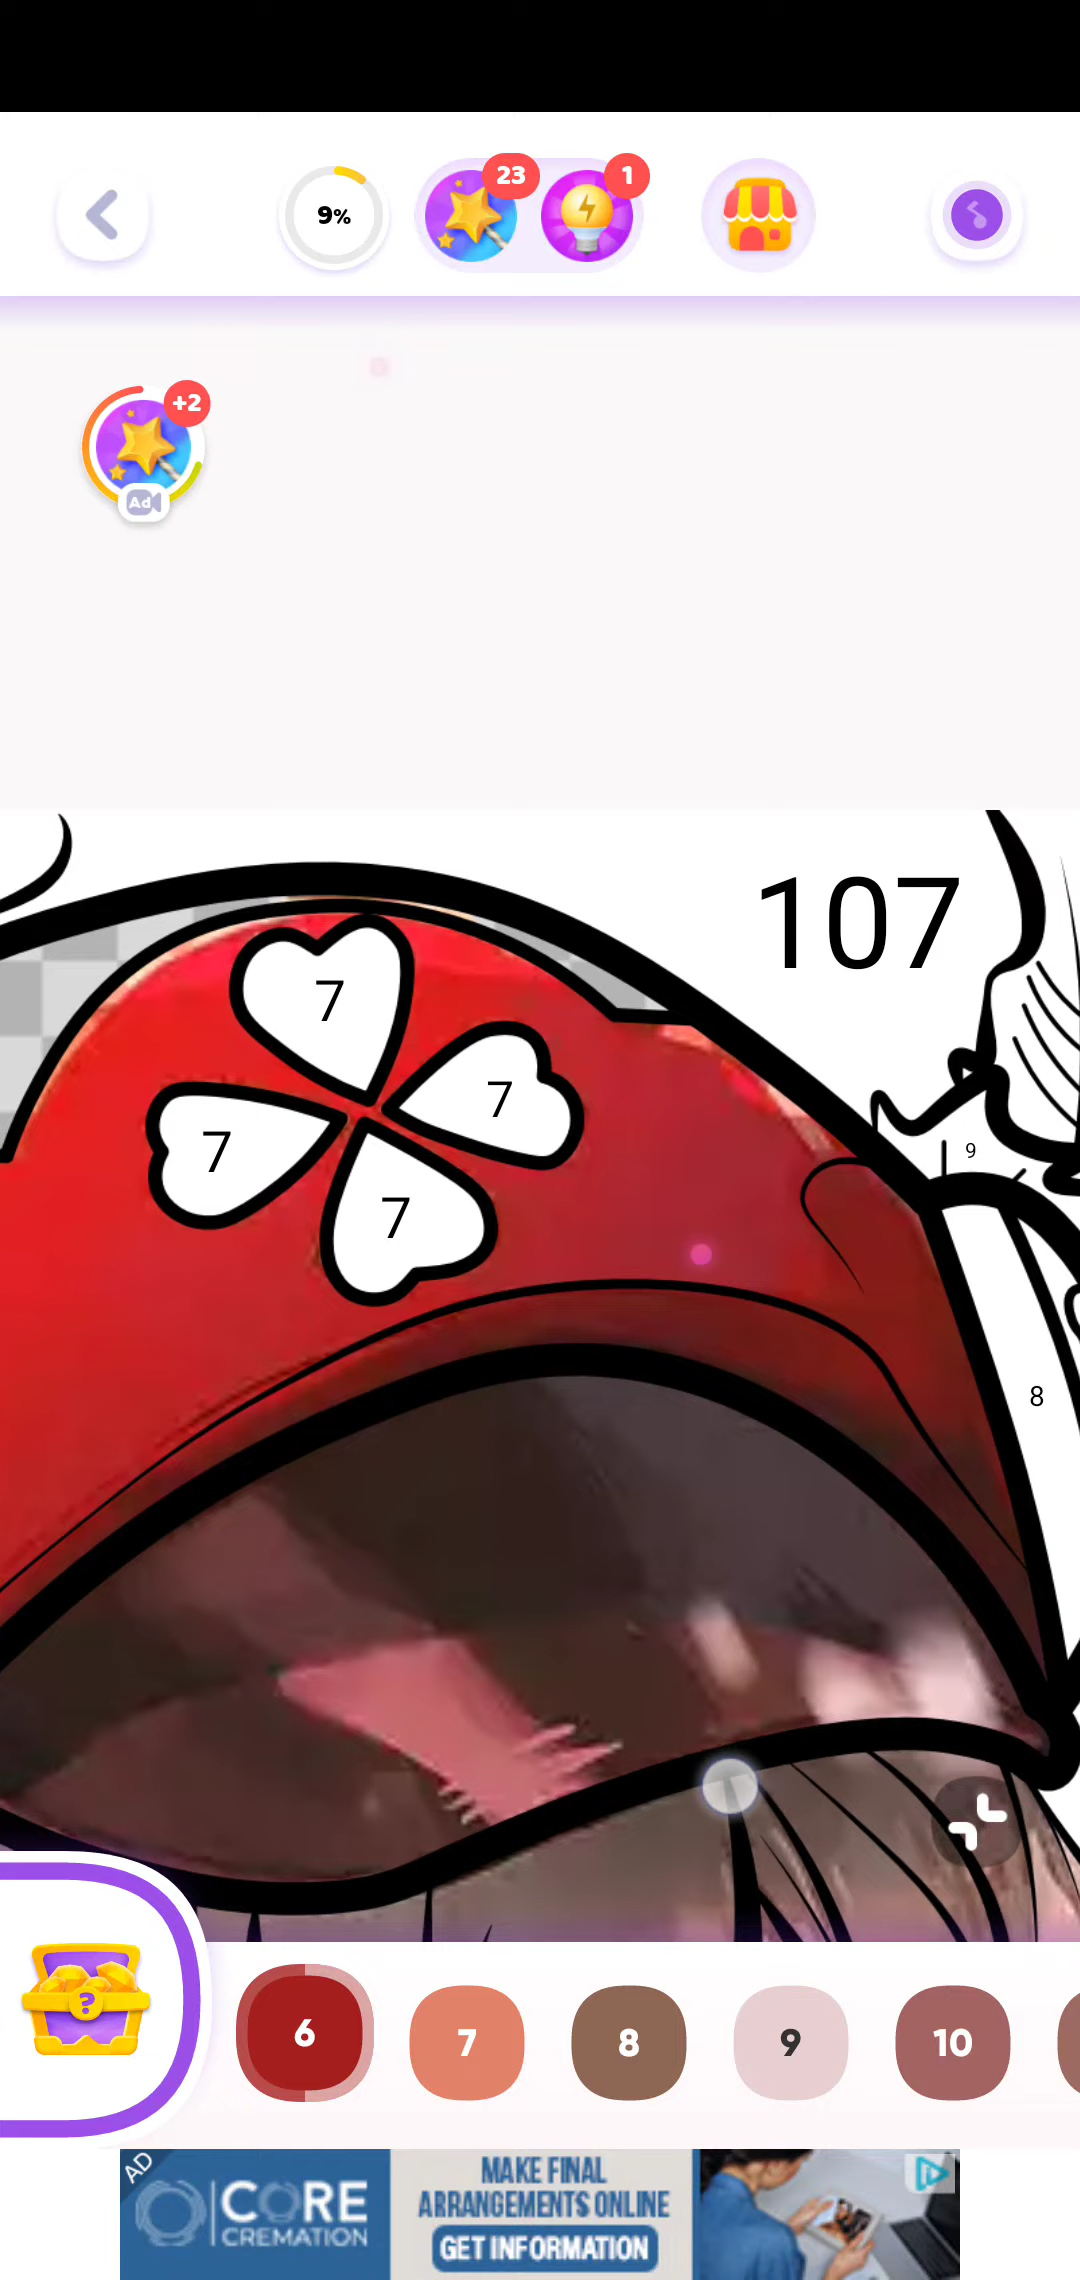 9%
23
1
+2
Ad
107
7
7
7
7
9
8
6
7
8
9
10
AD
CORE
CREMATION
MAKE FINAL
ARRANGEMENTS ONLINE
GET INFORMATION